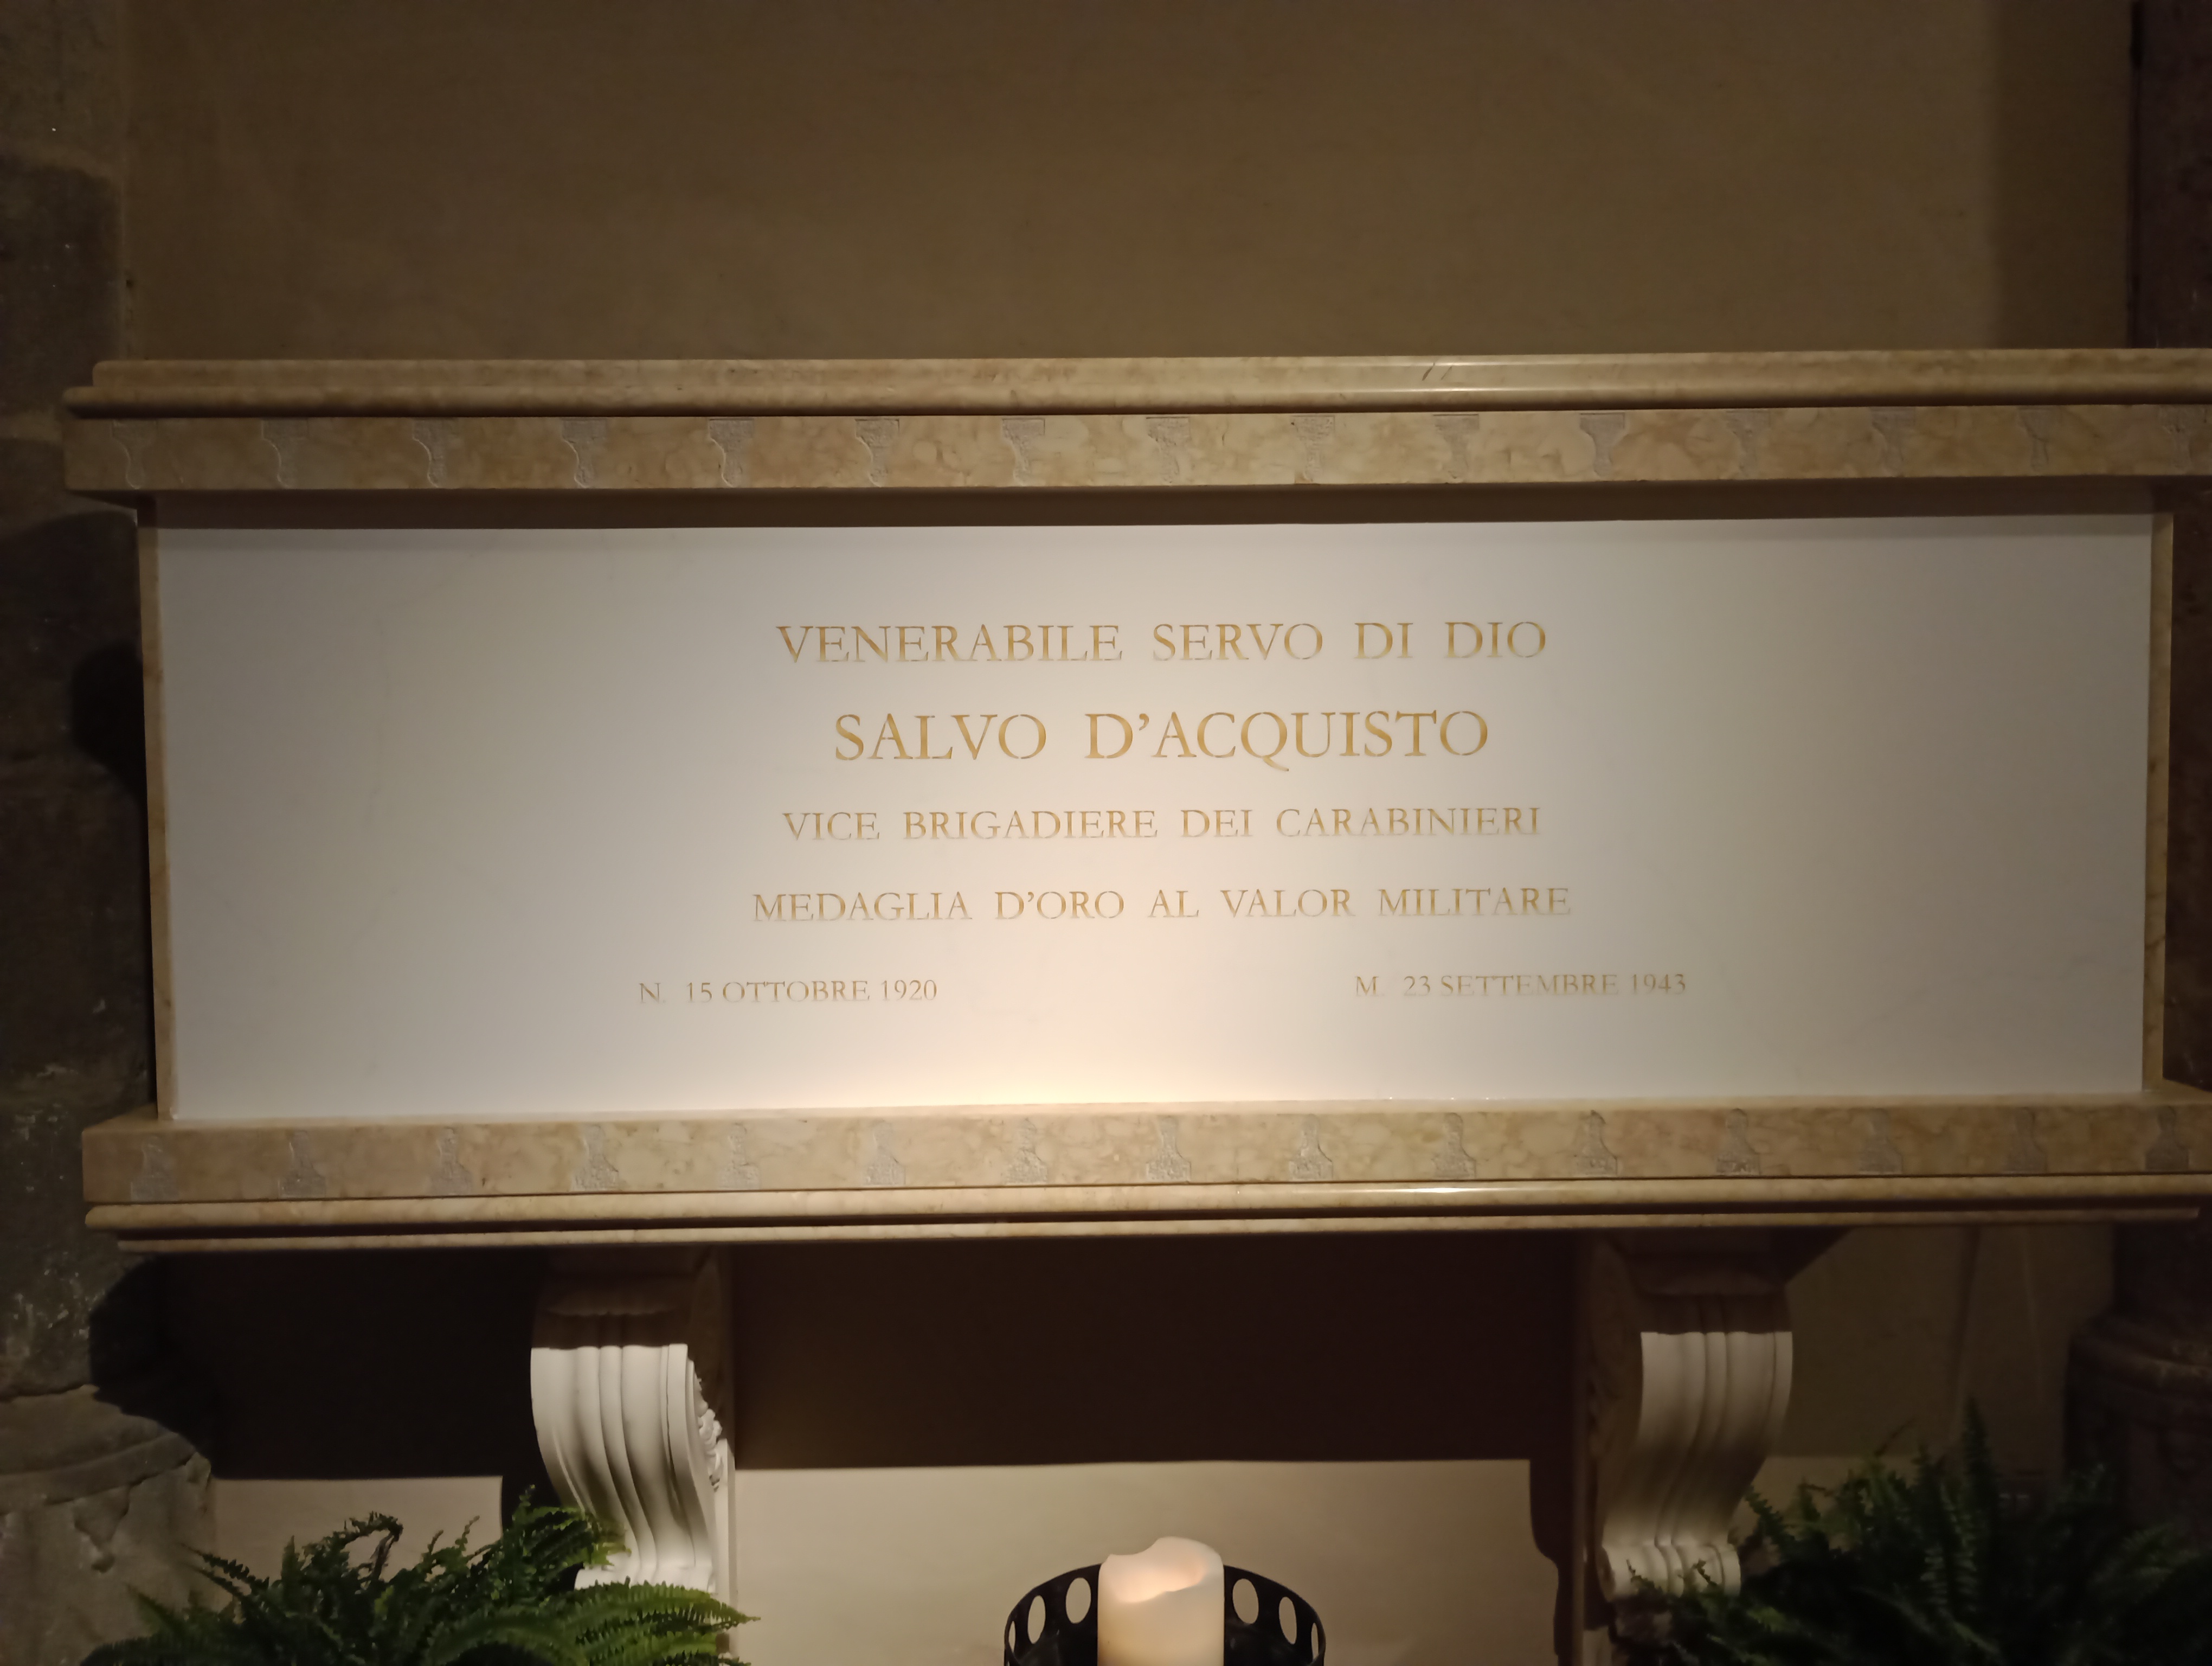 VENERABILE SERVO DI DIO
SALVO D'ACQUISTO
VICE BRIGADIERE DEI CARABINIERI
MEDAGLIA D'ORO AL VALOR MILITARE
N. 15 OTTOBRE 1920 M. 23 SETTEMBRE 1943